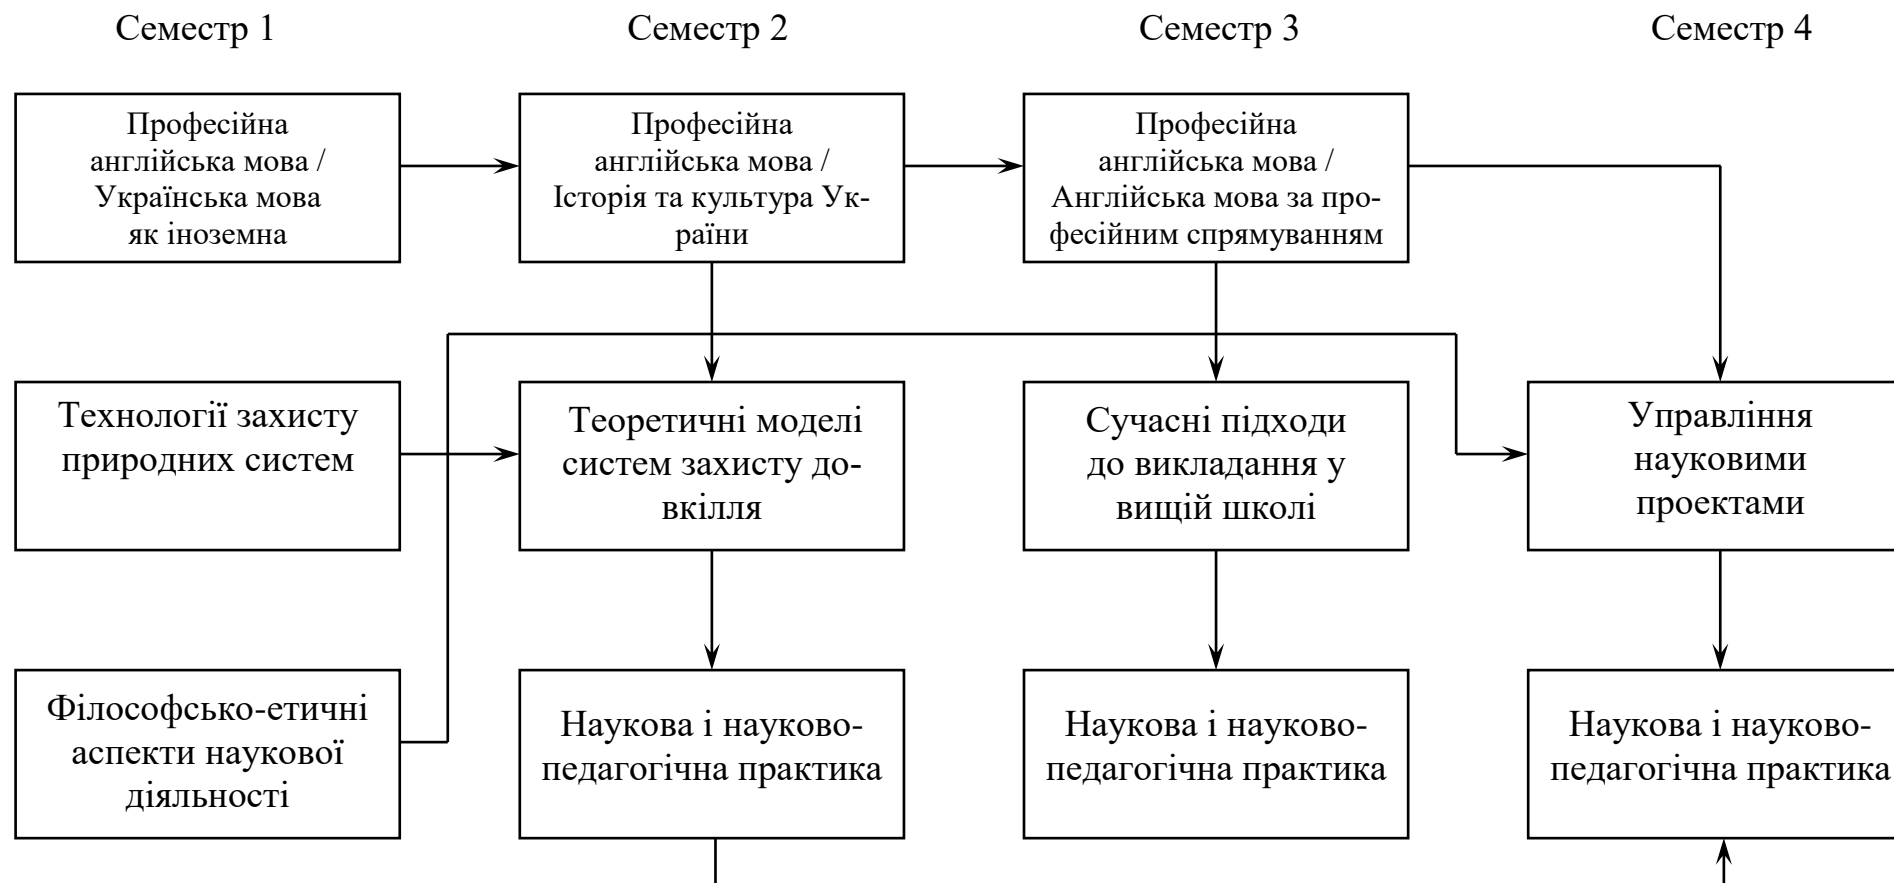 Семестр 1
Семестр 2
Семестр 3
Семестр 4
Професійна
англійська мова /
Українська мова
як іноземна
Професійна
англійська мова /
Історія та культура Ук-
раїни
Професійна
англійська мова /
Англійська мова за про-
фесійним спрямуванням
Технології захисту
природних систем
Теоретичні моделі
систем захисту до-
вкілля
Сучасні підходи
до викладання у
вищій школі
Управління
науковими
проектами
Філософсько-етичні
аспекти наукової
діяльності
Наукова і науково-
педагогічна практика
Наукова і науково-
педагогічна практика
Наукова і науково-
педагогічна практика